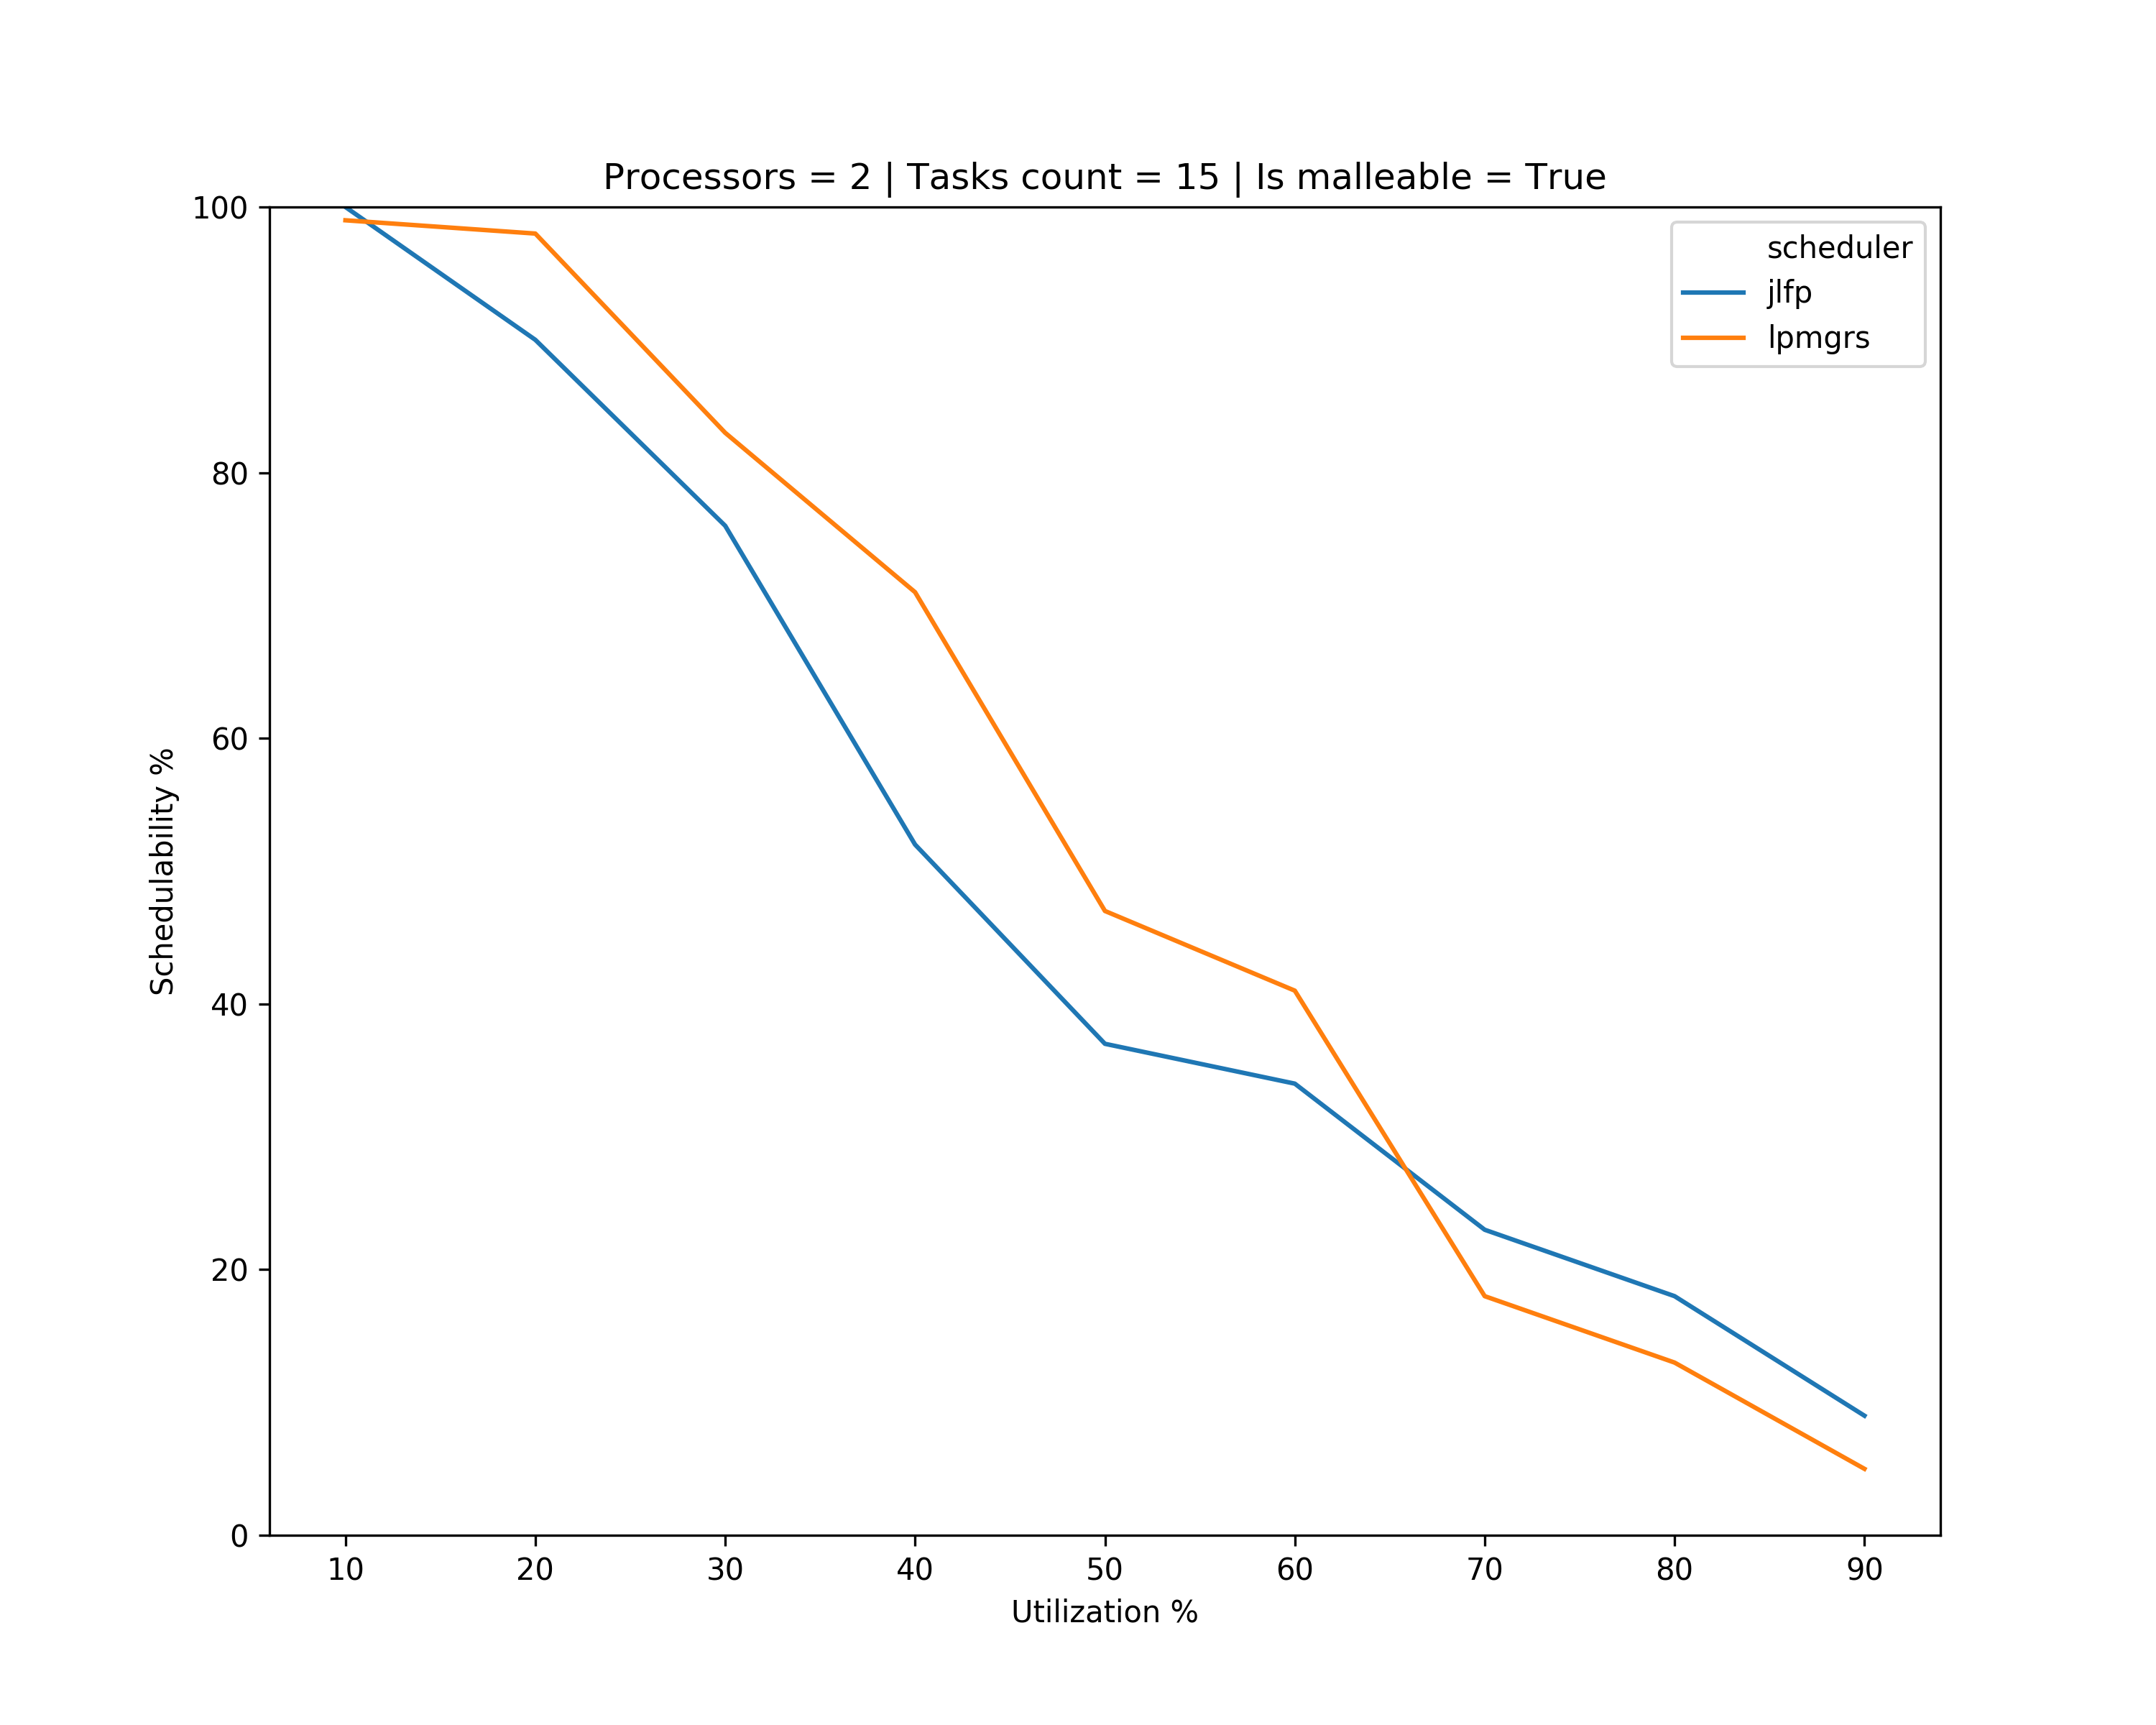 Processors = 2 | Tasks count = 15 | Is malleable = True
scheduler
jlfp
lpmgrs
Schedulability %
100
80
60
40
20
0
10 20 30 40 50 60 70 80 90
Utilization %